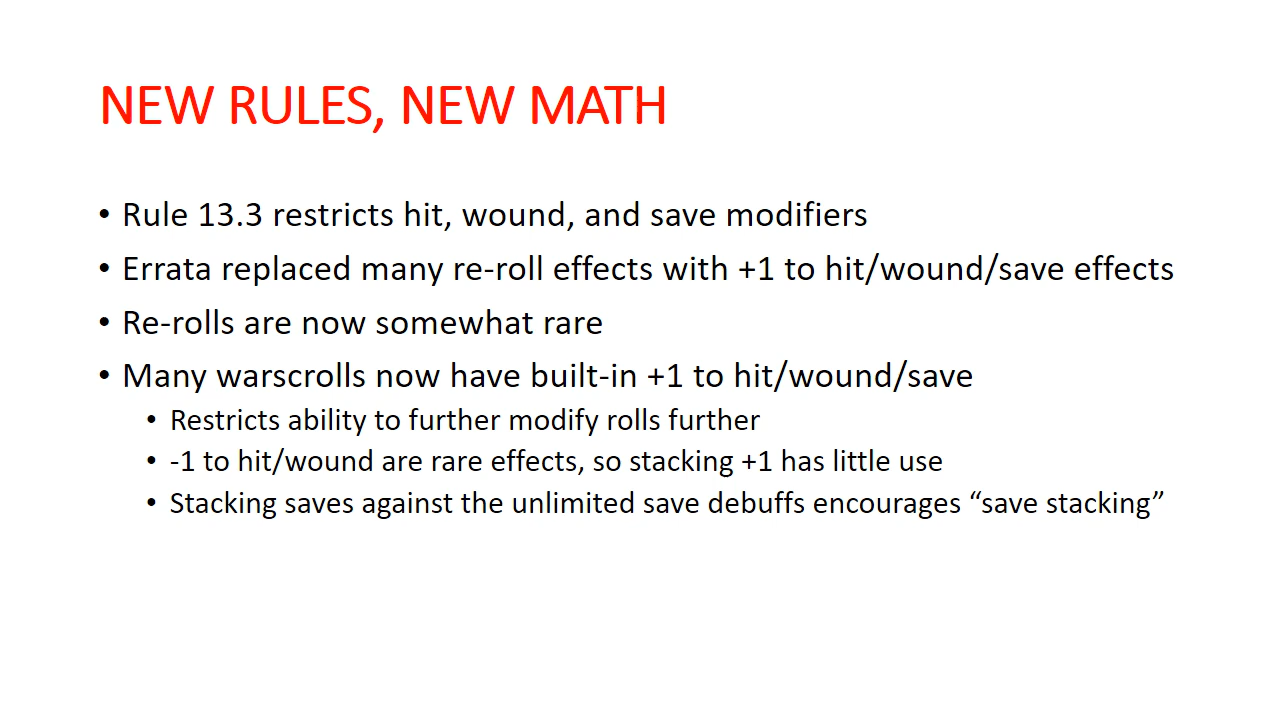 NEW RULES, NEW MATH
• Rule 13.3 restricts hit, wound, and save modifiers
• Errata replaced many re-roll effects with +1 to hit/wound/save effects
• Re-rolls are now somewhat rare
• Many warscrolls now have built-in +1 to hit/wound/save
• Restricts ability to further modify rolls further
• -1 to hit/wound are rare effects, so stacking +1 has little use
• Stacking saves against the unlimited save debuffs encourages “save stacking”